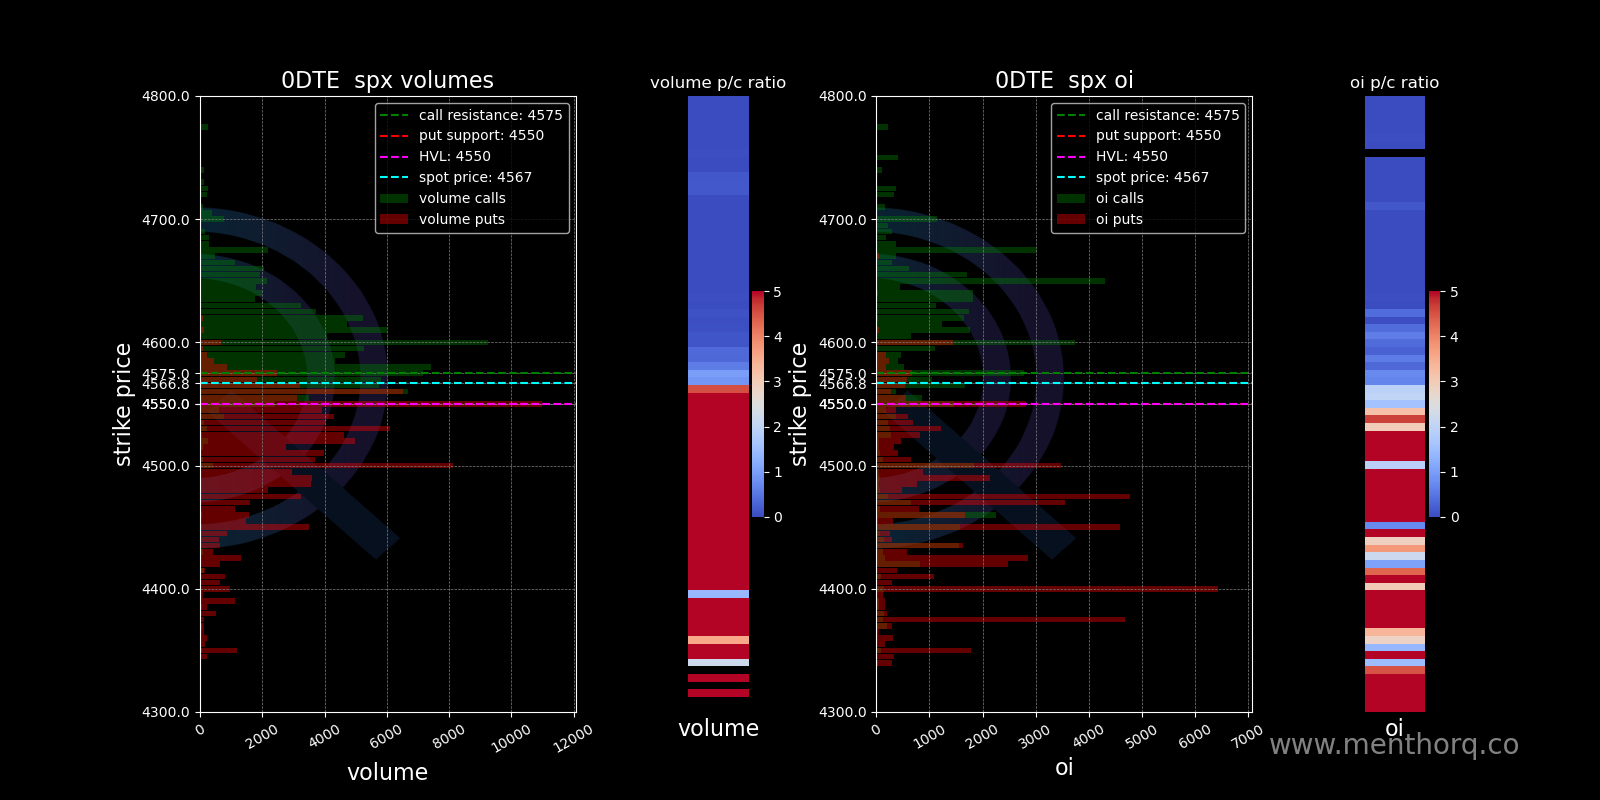 0DTE  spx volumes
volume p/c ratio
0DTE  spx oi
oi p/c ratio
4800.0
4700.0
4600.0
4575.0
4566.8
4550.0
4500.0
4400.0
4300.0
strike price
call resistance: 4575
put support: 4550
HVL: 4550
spot price: 4567
volume calls
volume puts
0
2000
4000
6000
8000
10000
12000
volume
5
4
3
2
1
0
volume
4800.0
4700.0
4600.0
4575.0
4566.8
4550.0
4500.0
4400.0
4300.0
strike price
call resistance: 4575
put support: 4550
HVL: 4550
spot price: 4567
oi calls
oi puts
0
1000
2000
3000
4000
5000
6000
7000
oi
5
4
3
2
1
0
oi
www.menthorq.co